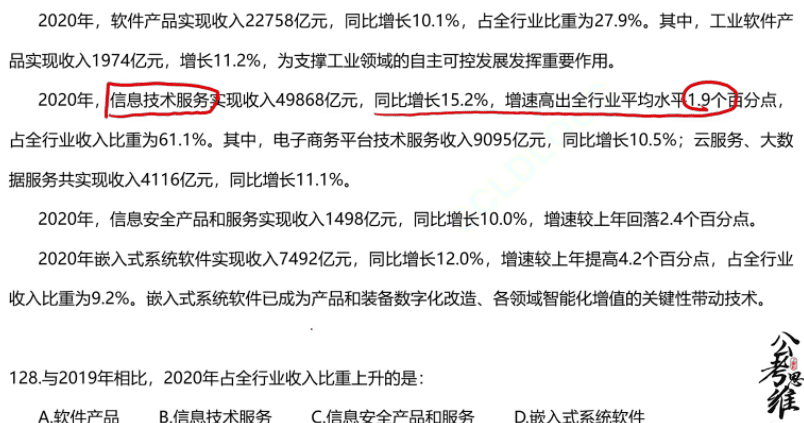 2020年，软件产品实现收入22758亿元，同比增长10.1%，占全行业比重为27.9%。其中，工业软件产
品实现收入1974亿元，增长11.2%，为支撑工业领域的自主可控发展发挥重要作用。
2020年，信息技术服务实现收入49868亿元，同比增长15.2%，增速高出全行业平均水平1.9个百分点，
占全行业收入比重为61.1%。其中，电子商务平台技术服务收入9095亿元，同比增长10.5%；云服务、大数
据服务共实现收入4116亿元，同比增长11.1%。
2020年，信息安全产品和服务实现收入1498亿元，同比增长10.0%，增速较上年回落2.4个百分点。
2020年嵌入式系统软件实现收入7492亿元，同比增长12.0%，增速较上年提高4.2个百分点，占全行业
收入比重为9.2%。嵌入式系统软件已成为产品和装备数字化改造、各领域智能化增值的关键性带动技术。
128.与2019年相比，2020年占全行业收入比重上升的是：
A.软件产品 B.信息技术服务 C.信息安全产品和服务 D.嵌入式系统软件
公考思维